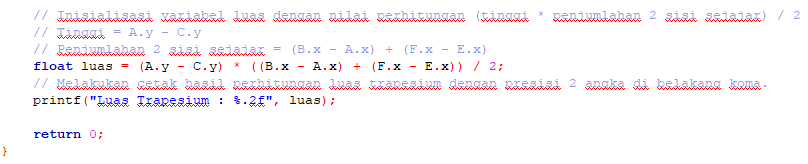 // Inisialisasi variabel luas dengan nilai perhitungan (tinggi * penjumlahan 2 sisi sejajar) / 2
// Tinggi = A.y - C.y
// Penjumlahan 2 sisi sejajar = (B.x - A.x) + (F.x - E.x)
float luas = (A.y - C.y) * ((B.x - A.x) + (F.x - E.x)) / 2;
// Melakukan cetak hasil perhitungan luas trapesium dengan presisi 2 angka di belakang koma.
printf("Luas Trapesium : %.2f", luas);
return 0;
}